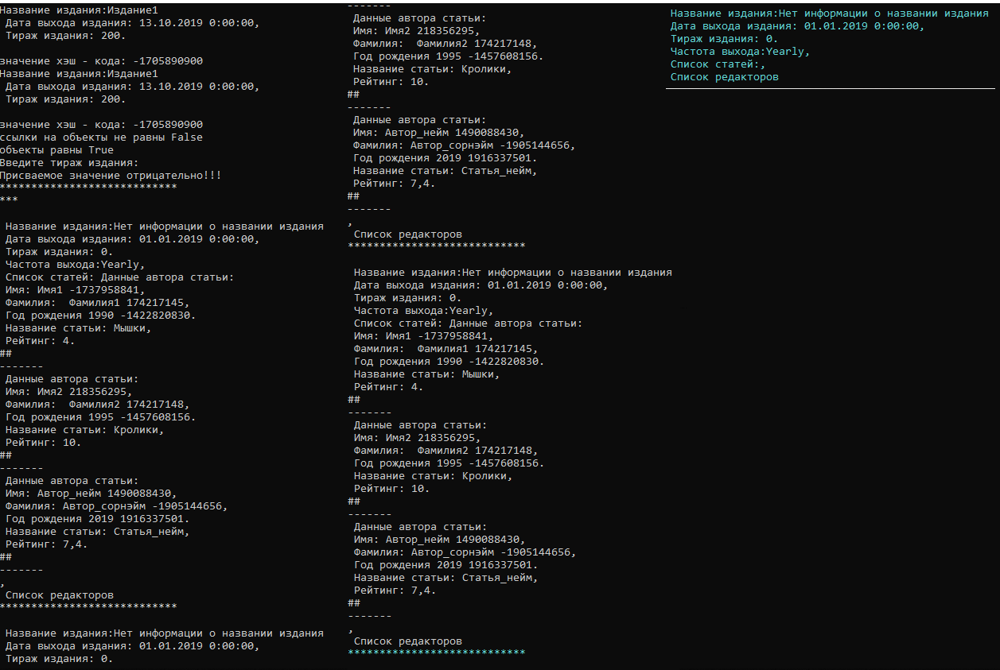 Название издания:Издание1
Дата выхода издания: 13.10.2019 0:00:00,
Тираж издания: 200.
значение хэш - кода: -1705890900
Название издания:Издание1
Дата выхода издания: 13.10.2019 0:00:00,
Тираж издания: 200.
значение хэш - кода: -1705890900
ссылки на объекты не равны False
объекты равны True
Введите тираж издания:
Присваемое значение отрицательно!!!
****************************
***
Название издания:Нет информации о названии издания
Дата выхода издания: 01.01.2019 0:00:00,
Тираж издания: 0.
Частота выхода:Yearly,
Список статей: Данные автора статьи:
Имя: Имя1 -1737958841,
Фамилия:  Фамилия1 174217145,
Год рождения 1990 -1422820830.
Название статьи: Мышки,
Рейтинг: 4.
##
-------
Данные автора статьи:
Имя: Имя2 218356295,
Фамилия:  Фамилия2 174217148,
Год рождения 1995 -1457608156.
Название статьи: Кролики,
Рейтинг: 10.
##
-------
Данные автора статьи:
Имя: Автор_нейм 1490088430,
Фамилия: Автор_сорнэйм -1905144656,
Год рождения 2019 1916337501.
Название статьи: Статья_нейм,
Рейтинг: 7,4.
##
-------
,
Список редакторов
****************************
Название издания:Нет информации о названии издания
Дата выхода издания: 01.01.2019 0:00:00,
Тираж издания: 0.
-------
Данные автора статьи:
Имя: Имя2 218356295,
Фамилия:  Фамилия2 174217148,
Год рождения 1995 -1457608156.
Название статьи: Кролики,
Рейтинг: 10.
##
-------
Данные автора статьи:
Имя: Автор_нейм 1490088430,
Фамилия: Автор_сорнэйм -1905144656,
Год рождения 2019 1916337501.
Название статьи: Статья_нейм,
Рейтинг: 7,4.
##
-------
,
Список редакторов
****************************
Название издания:Нет информации о названии издания
Дата выхода издания: 01.01.2019 0:00:00,
Тираж издания: 0.
Частота выхода:Yearly,
Список статей: Данные автора статьи:
Имя: Имя1 -1737958841,
Фамилия:  Фамилия1 174217145,
Год рождения 1990 -1422820830.
Название статьи: Мышки,
Рейтинг: 4.
##
-------
Данные автора статьи:
Имя: Имя2 218356295,
Фамилия:  Фамилия2 174217148,
Год рождения 1995 -1457608156.
Название статьи: Кролики,
Рейтинг: 10.
##
-------
Данные автора статьи:
Имя: Автор_нейм 1490088430,
Фамилия: Автор_сорнэйм -1905144656,
Год рождения 2019 1916337501.
Название статьи: Статья_нейм,
Рейтинг: 7,4.
##
-------
,
Список редакторов
****************************
Название издания:Нет информации о названии издания
Дата выхода издания: 01.01.2019 0:00:00,
Тираж издания: 0.
Частота выхода:Yearly,
Список статей:,
Список редакторов